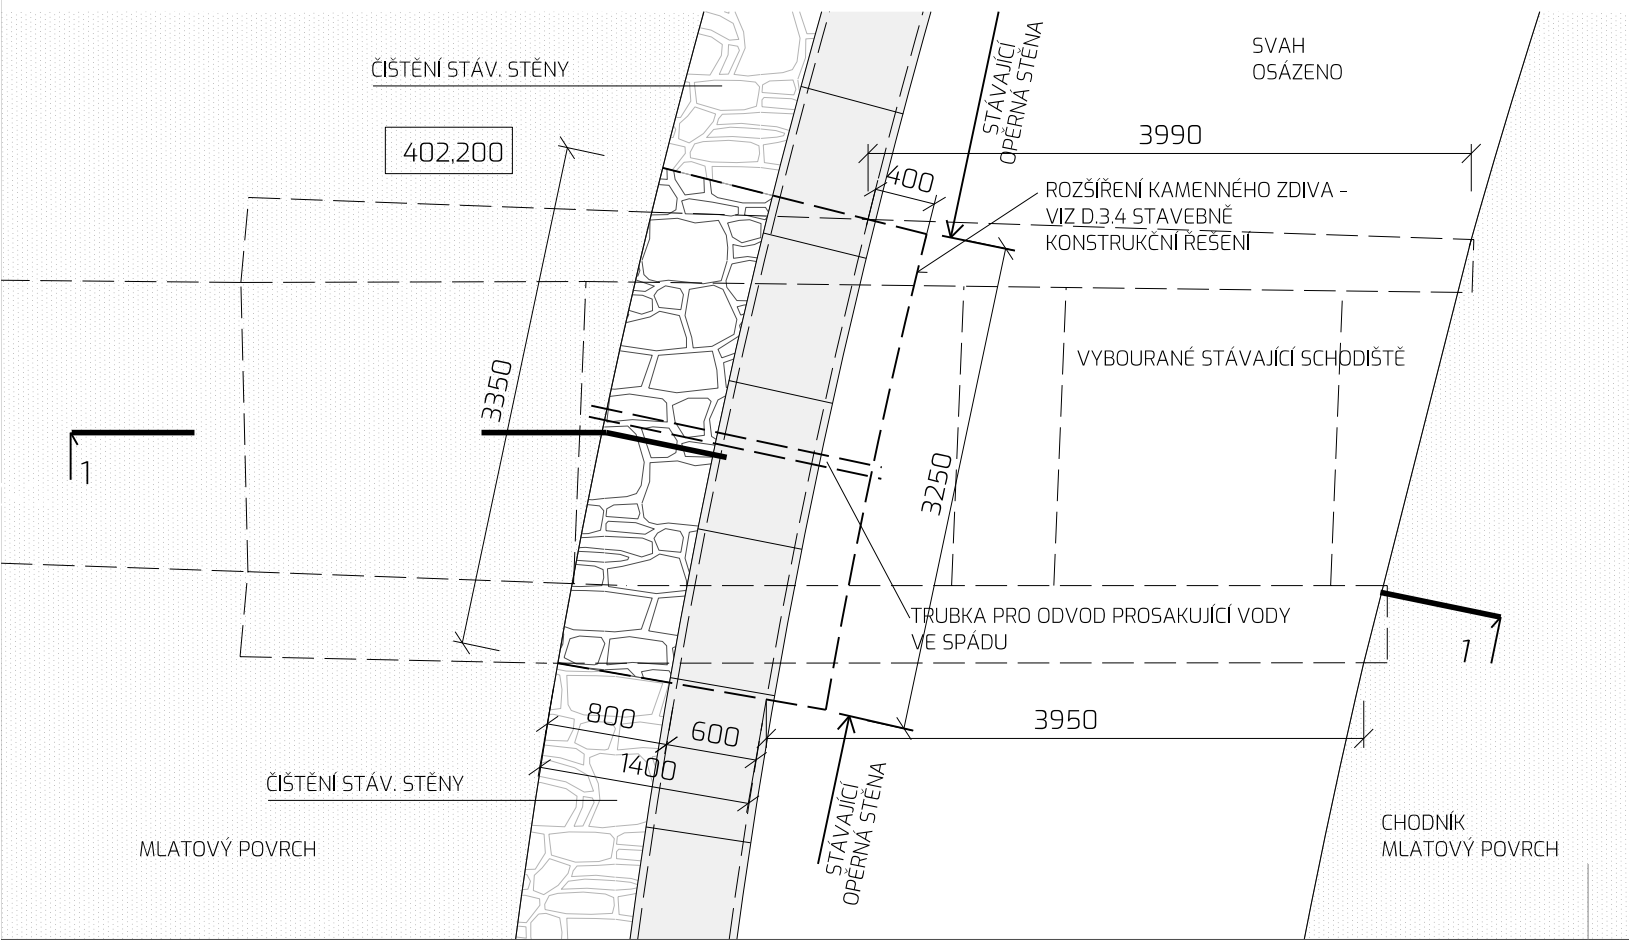 SVAH
OSÁZENO
ČIŠTĚNÍ STÁV. STĚNY
STÁVAJÍCÍ
OPĚRNÁ STĚNA
3990
402,200
400
ROZŠÍŘENÍ KAMENNÉHO ZDIVA -
VIZ D.3.4 STAVEBNĚ
KONSTRUKČNÍ ŘEŠENÍ
VYBOURANÉ STÁVAJÍCÍ SCHODIŠTĚ
3350
1
3250
TRUBKA PRO ODVOD PROSAKUJÍCÍ VODY
VE SPÁDU
1
800
600
3950
1400
ČIŠTĚNÍ STÁV. STĚNY
STÁVAJÍCÍ
OPĚRNÁ STĚNA
MLATOVÝ POVRCH
CHODNÍK
MLATOVÝ POVRCH